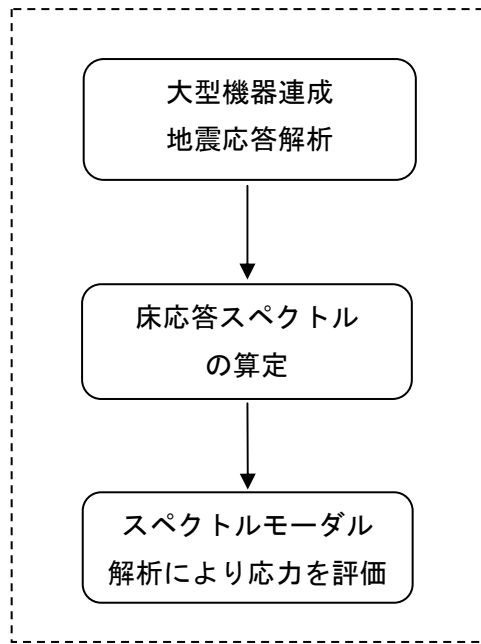 大型機器連成
地震応答解析
床応答スペクトル
の算定
スペクトルモーダル
解析により応力を評価